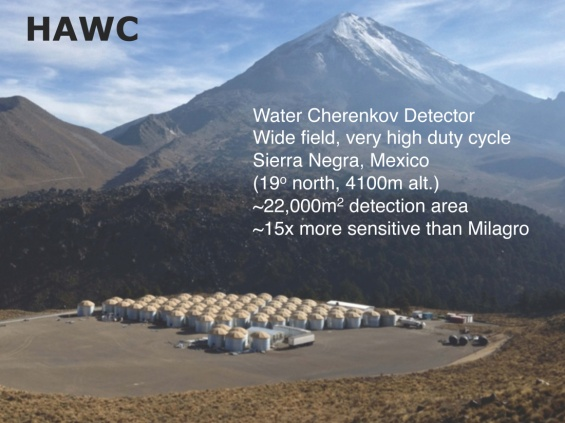 HAWC
Water Cherenkov Detector
Wide field, very high duty cycle
Sierra Negra, Mexico
(19º north, 4100m alt.)
~22,000m² detection area
~15x more sensitive than Milagro